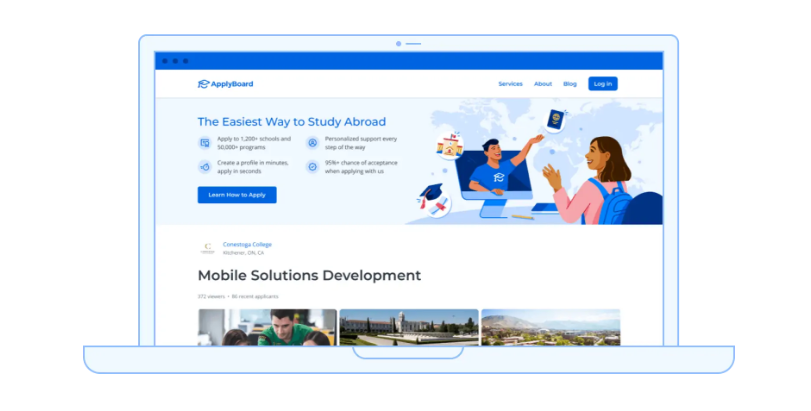 ApplyBoard
Services
About
Blog
Log in
The Easiest Way to Study Abroad
Apply to 1,200+ schools and
50,000+ programs
Personalized support every
step of the way
Create a profile in minutes,
apply in seconds
95%+ chance of acceptance
when applying with us
Learn How to Apply
Conestoga College
Kitchener, ON, CA
Mobile Solutions Development
372 viewers • 86 recent applicants